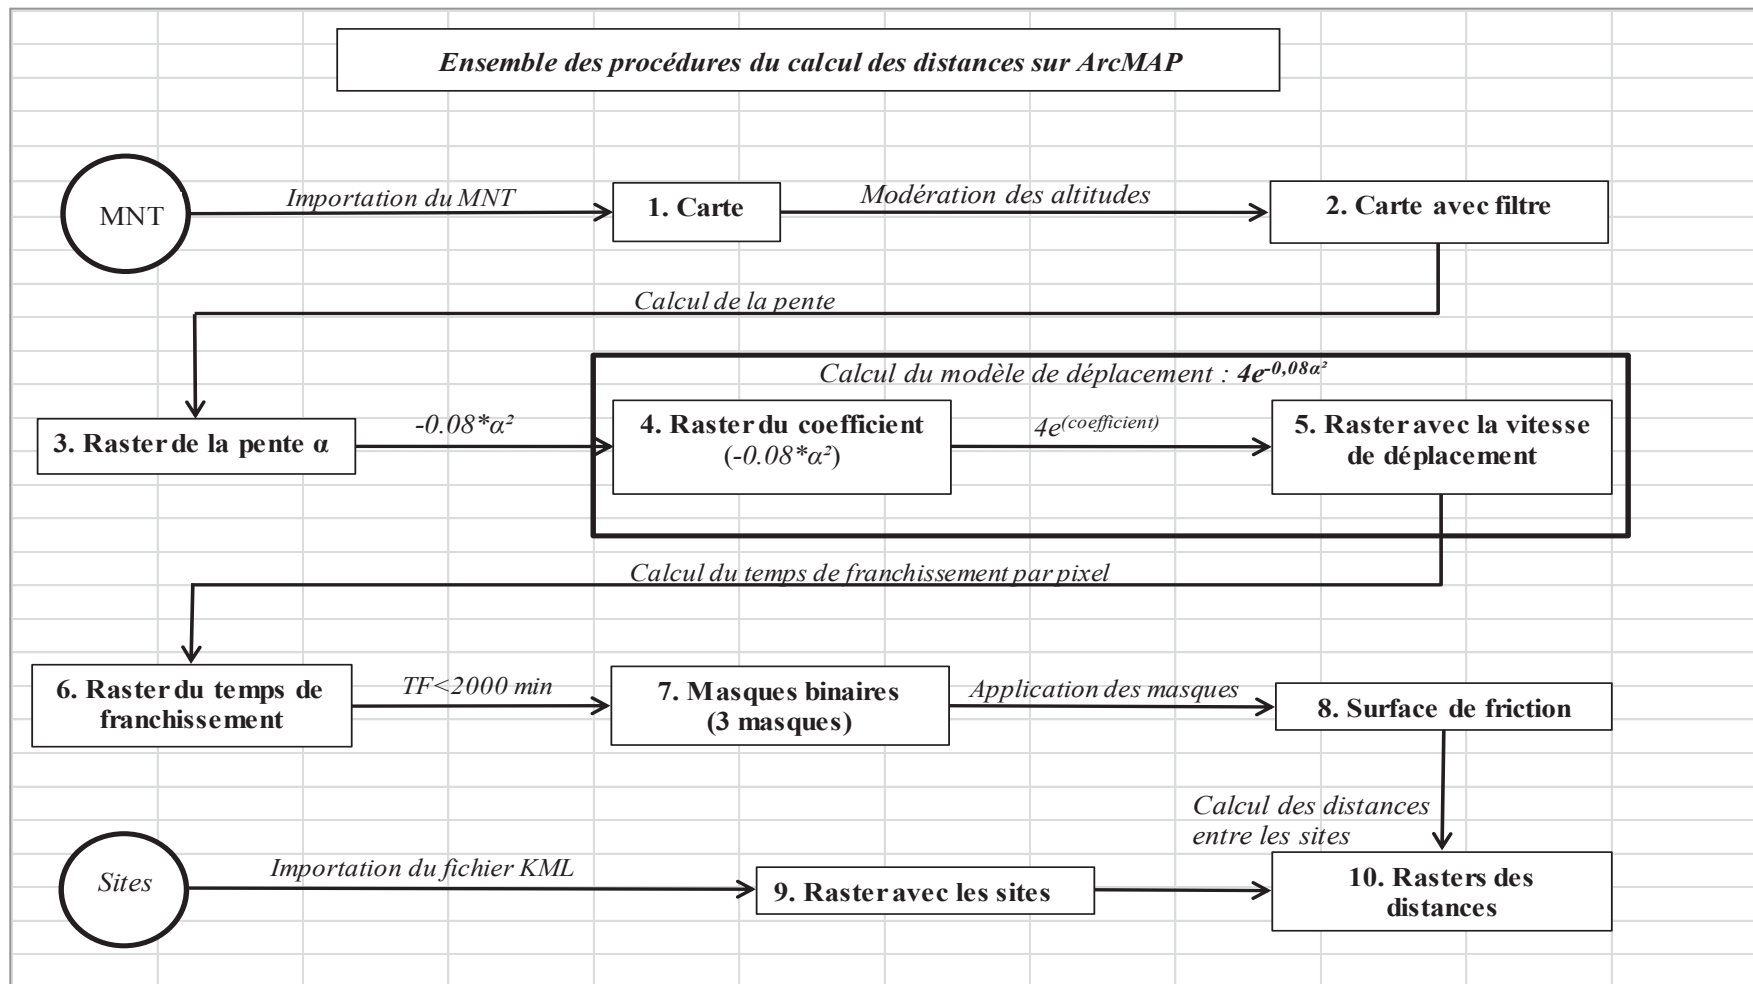 Ensemble des procédures du calcul des distances sur ArcMAP
MNT
Importation du MNT
1. Carte
Modération des altitudes
2. Carte avec filtre
Calcul de la pente
Calcul du modèle de déplacement : 4e^-0,08α²
3. Raster de la pente α
-0.08*α²
4. Raster du coefficient
(-0.08*α²)
4e^(coefficient)
5. Raster avec la vitesse
de déplacement
Calcul du temps de franchissement par pixel
6. Raster du temps de
franchissement
TF<2000 min
7. Masques binaires
(3 masques)
Application des masques
8. Surface de friction
Calcul des distances
entre les sites
Sites
Importation du fichier KML
9. Raster avec les sites
10. Rasters des
distances